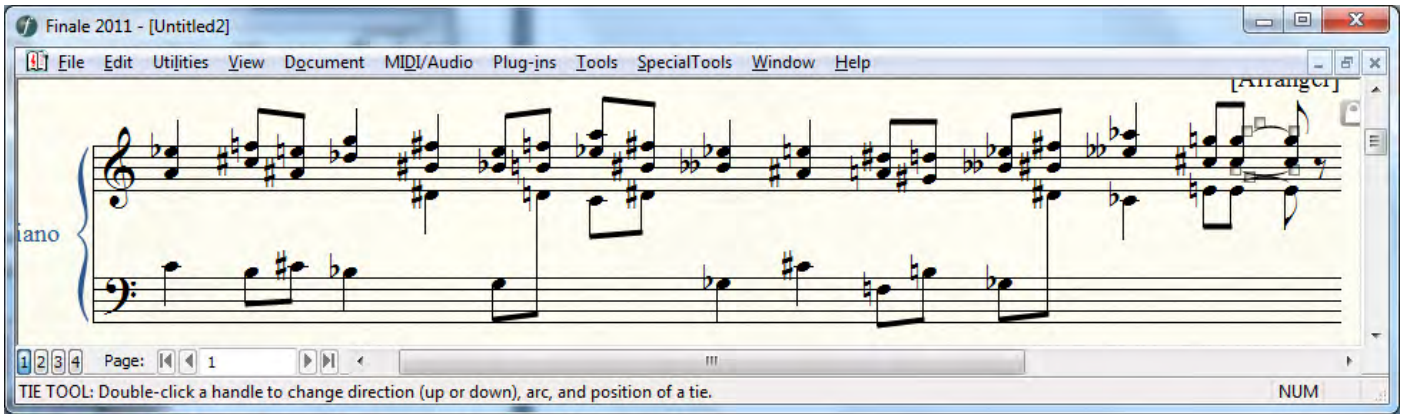 Finale 2011 - [Untitled2]
File Edit Utilities View Document MIDI/Audio Plug-ins Tools SpecialTools Window Help
[Arranger]
iano
1 2 3 4 Page: 1
TIE TOOL: Double-click a handle to change direction (up or down), arc, and position of a tie. NUM